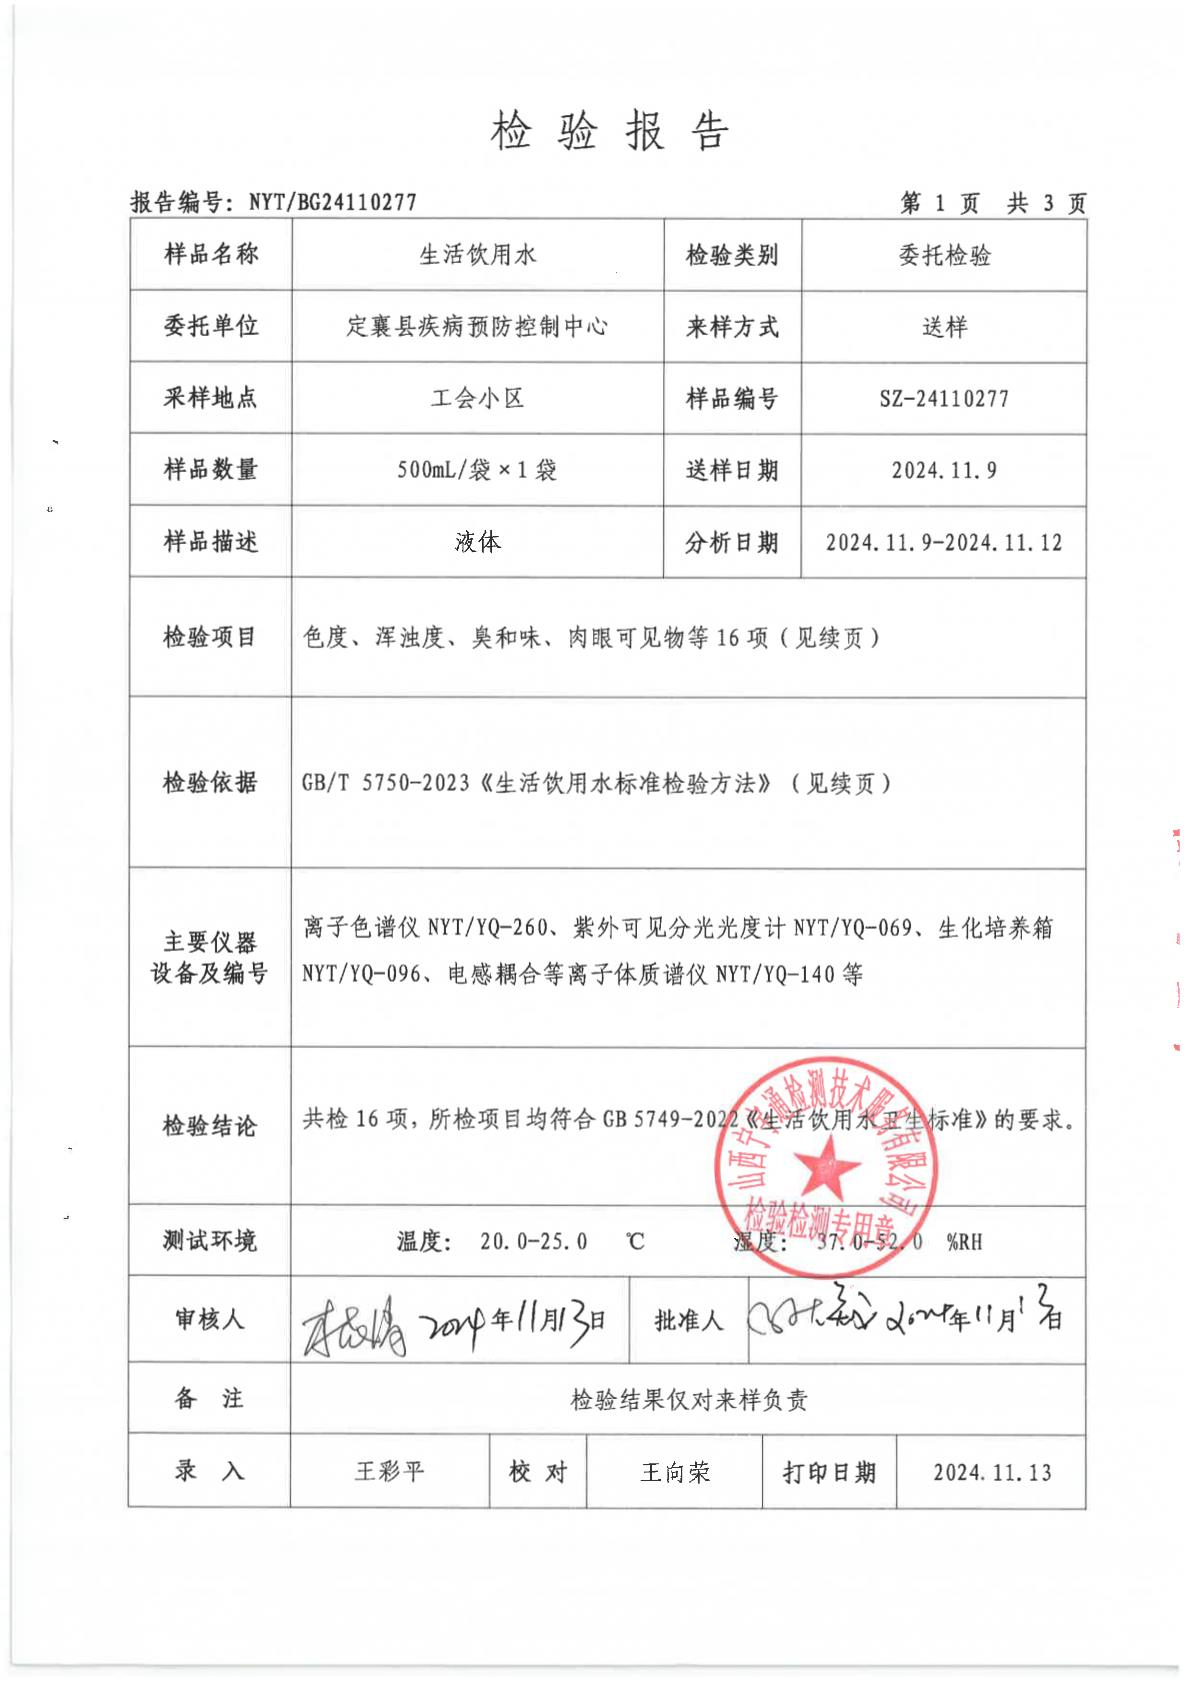 检验报告
报告编号：NYT/BG24110277 第 1 页 共 3 页
样品名称 生活饮用水 检验类别 委托检验
委托单位 定襄县疾病预防控制中心 来样方式 送样
采样地点 工会小区 样品编号 SZ-24110277
样品数量 500mL/袋×1袋 送样日期 2024.11.9
样品描述 液体 分析日期 2024.11.9-2024.11.12
检验项目 色度、浑浊度、臭和味、肉眼可见物等16项（见续页）
检验依据 GB/T 5750-2023《生活饮用水标准检验方法》（见续页）
主要仪器
设备及编号
离子色谱仪 NYT/YQ-260、紫外可见分光光度计 NYT/YQ-069、生化培养箱
NYT/YQ-096、电感耦合等离子体质谱仪 NYT/YQ-140 等
检验结论 共检16项，所检项目均符合 GB 5749-2022《生活饮用水卫生标准》的要求。
山西宁 通检测技术服务有限公司
检验检测专用章
测试环境 温度： 20.0-25.0 ℃ 湿度： 37.0-52.0 %RH
审核人 2024年11月13日 批准人 2024年11月13日
备 注 检验结果仅对来样负责
录 入 王彩平 校 对 王向荣 打印日期 2024.11.13